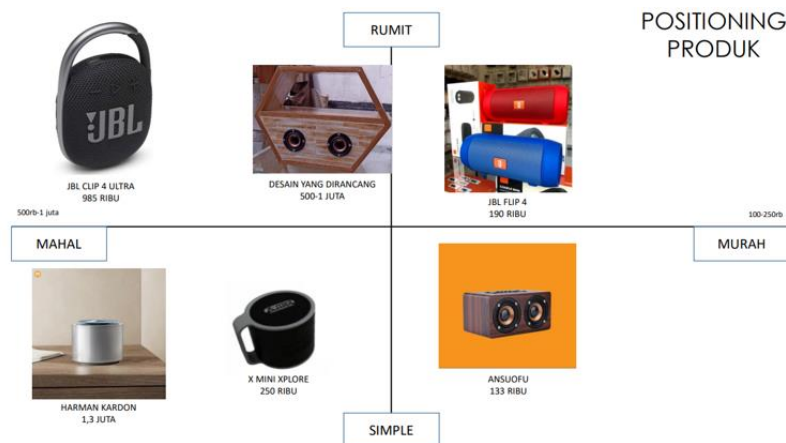 POSITIONING
PRODUK
RUMIT
JBL
JBL CLIP 4 ULTRA
985 RIBU
DESAIN YANG DIRANCANG
500-1 JUTA
JBL FLIP 4
190 RIBU
500rb-1 juta
100-250rb
MAHAL
MURAH
HARMAN KARDON
1,3 JUTA
X MINI XPLORE
250 RIBU
ANSUOFU
133 RIBU
SIMPLE